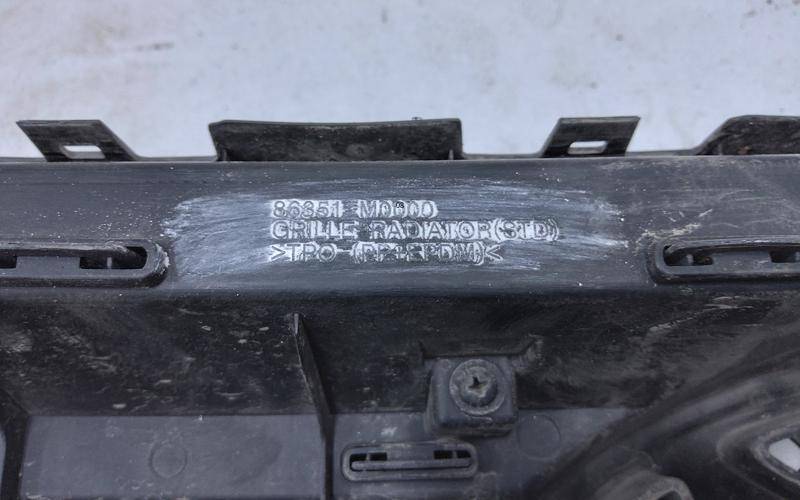 86351-M0000
GRILLE RADIATOR(STD)
>TPO-(PP+EPDM)<